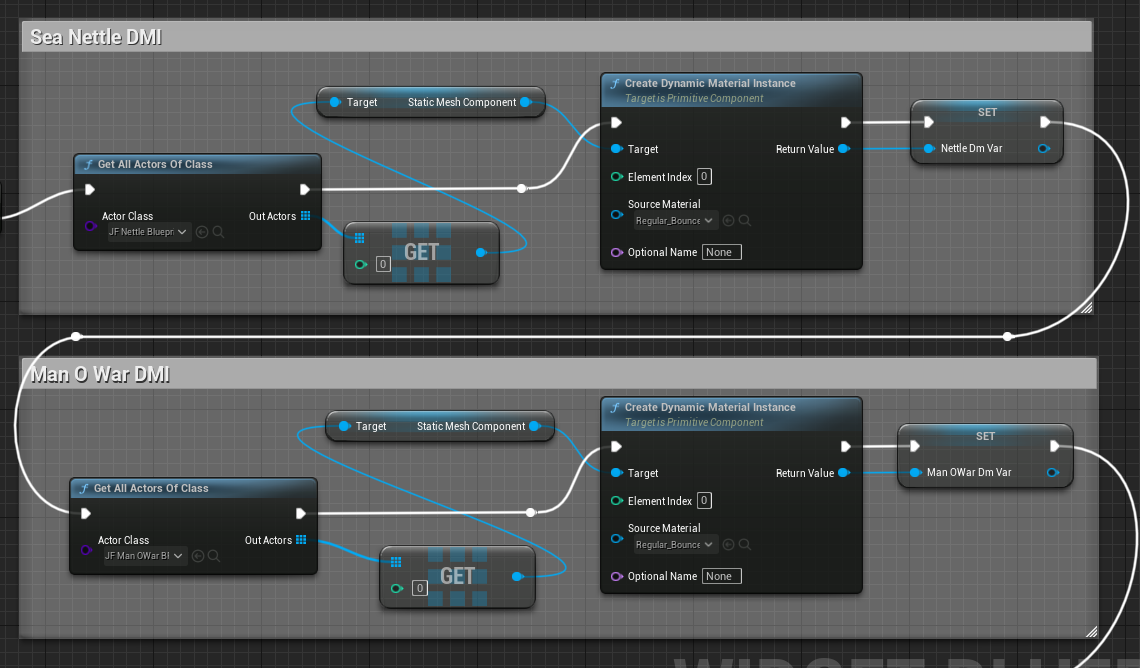 Sea Nettle DMI
Target Static Mesh Component
Create Dynamic Material Instance
Target is Primitive Component
Target Return Value
Element Index 0
Source Material
Regular_Bounce
Optional Name None
SET
Nettle Dm Var
Get All Actors Of Class
Actor Class Out Actors
JF Nettle Bluepri
GET
0
Man O War DMI
Target Static Mesh Component
Create Dynamic Material Instance
Target is Primitive Component
Target Return Value
Element Index 0
Source Material
Regular_Bounce
Optional Name None
SET
Man OWar Dm Var
Get All Actors Of Class
Actor Class Out Actors
JF Man OWar Bl
GET
0